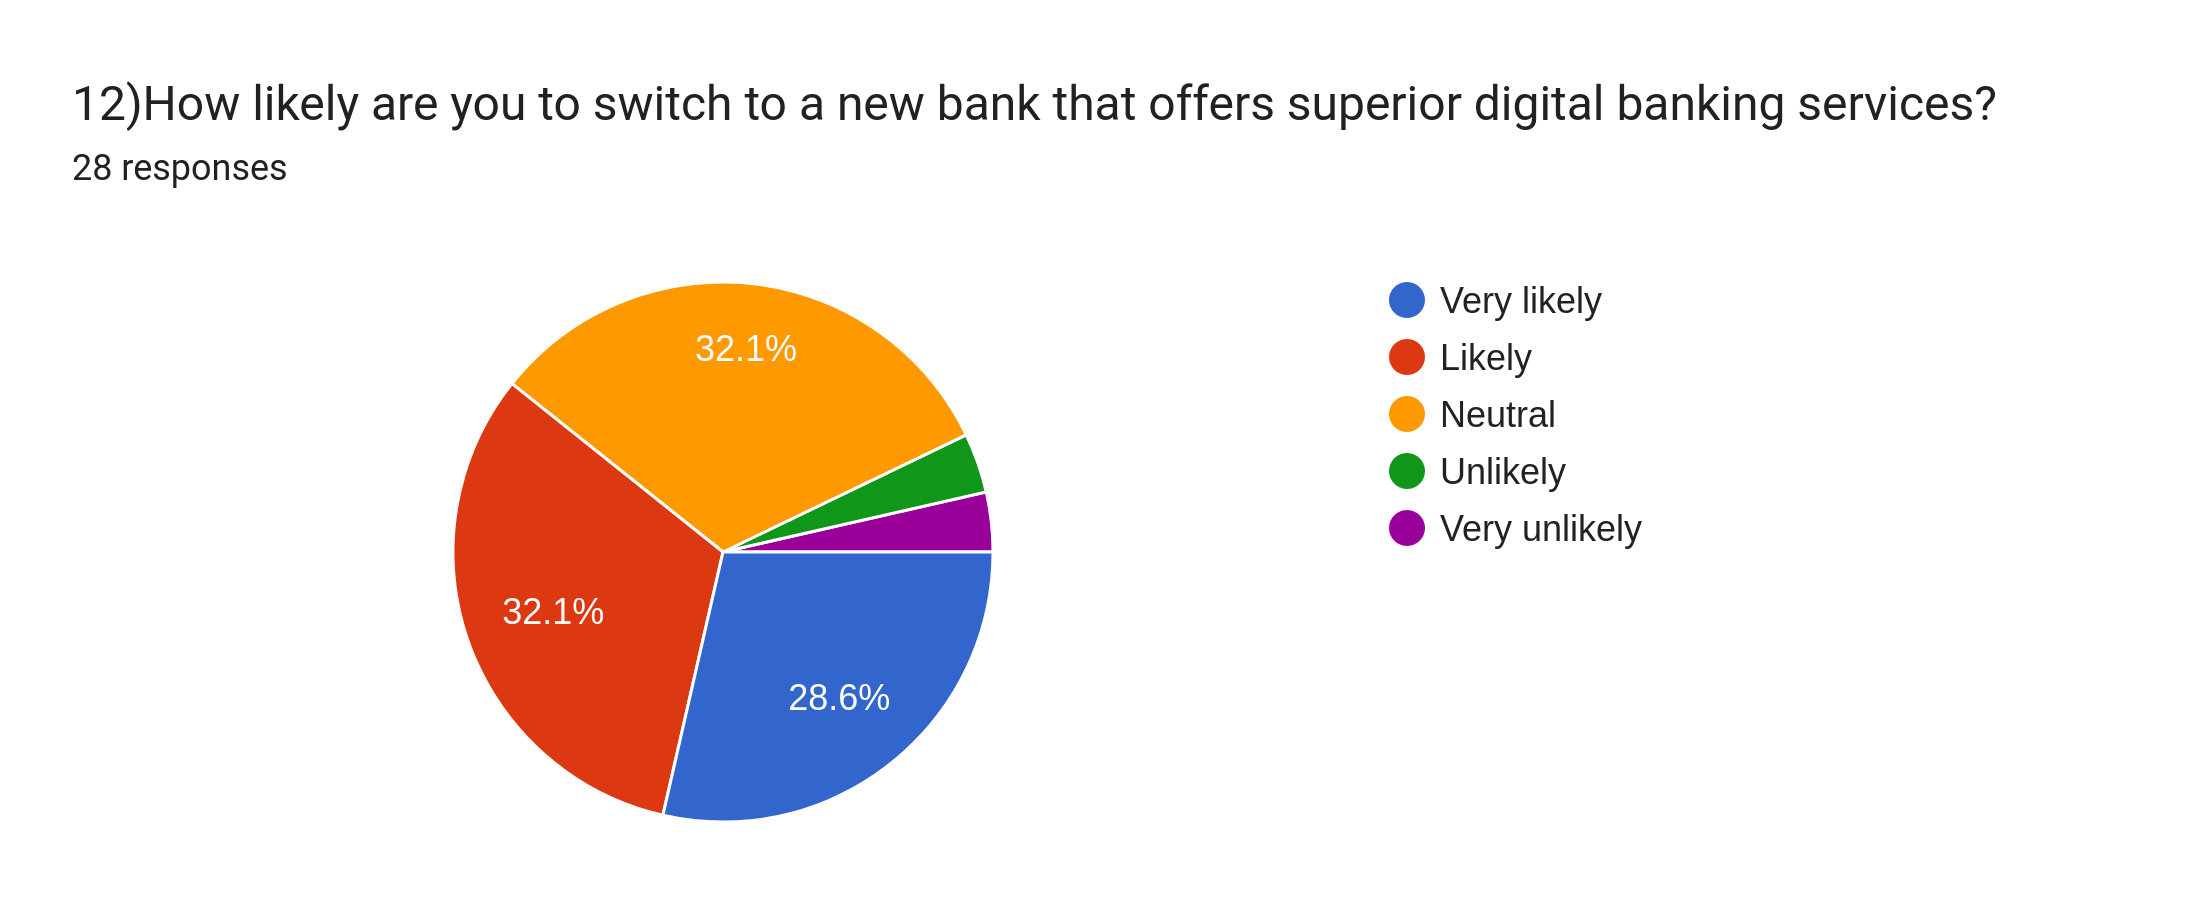 12)How likely are you to switch to a new bank that offers superior digital banking services?
28 responses
32.1%
32.1%
28.6%
Very likely
Likely
Neutral
Unlikely
Very unlikely